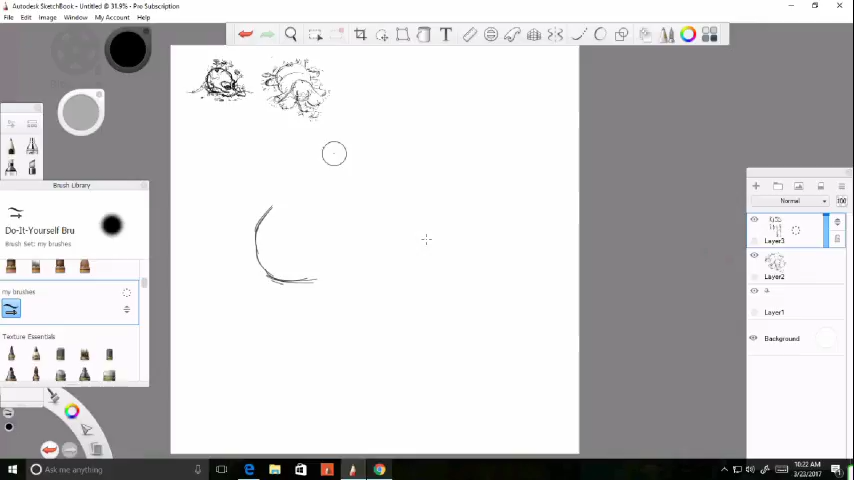 Autodesk SketchBook - Untitled @ 31.9% - Pre Subscription
File Edit Image Window My Account Help
T
Brush Library
Do-It-Yourself Bru
Brush Set: my brushes
my brushes
Texture Essentials
Normal
100
Layer3
Layer2
Layer1
Background
Ask me anything
10:22 AM
3/23/2017